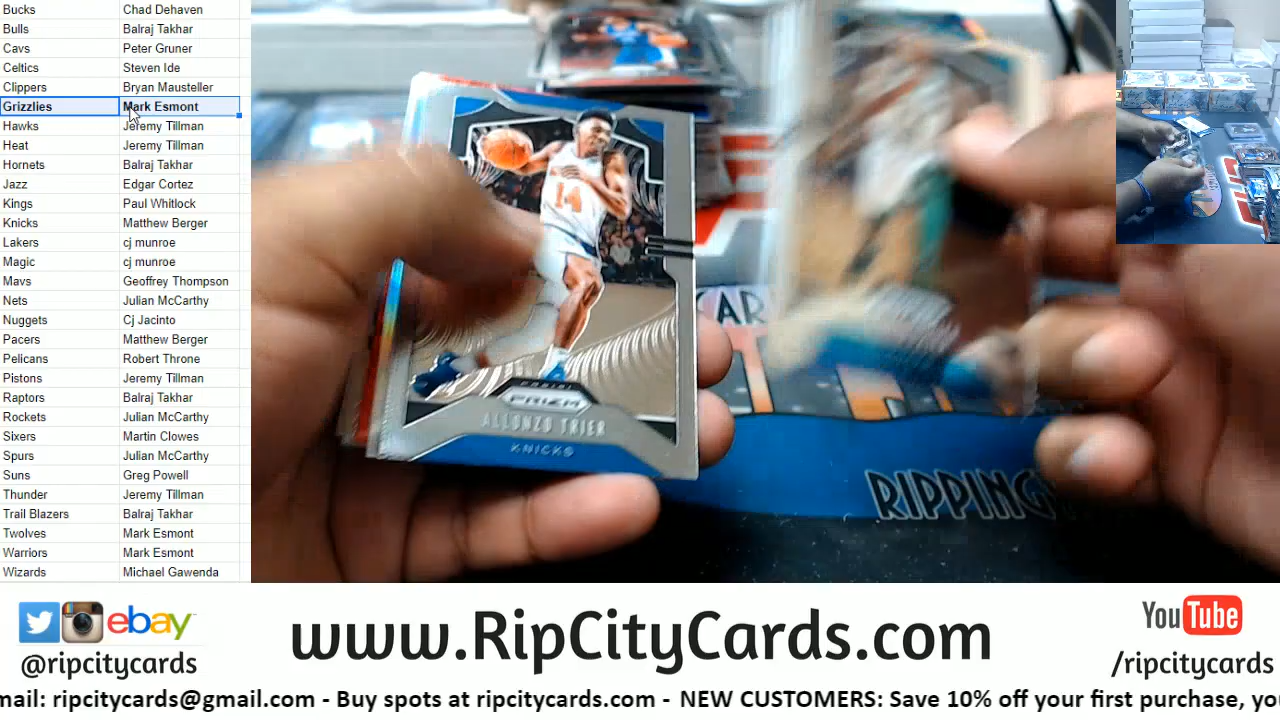 Bucks Chad Dehaven
Bulls Balraj Takhar
Cavs Peter Gruner
Celtics Steven Ide
Clippers Bryan Mausteller
Grizzlies Mark Esmont
Hawks Jeremy Tillman
Heat Jeremy Tillman
Hornets Balraj Takhar
Jazz Edgar Cortez
Kings Paul Whitlock
Knicks Matthew Berger
Lakers cj munroe
Magic cj munroe
Mavs Geoffrey Thompson
Nets Julian McCarthy
Nuggets Cj Jacinto
Pacers Matthew Berger
Pelicans Robert Throne
Pistons Jeremy Tillman
Raptors Balraj Takhar
Rockets Julian McCarthy
Sixers Martin Clowes
Spurs Julian McCarthy
Suns Greg Powell
Thunder Jeremy Tillman
Trail Blazers Balraj Takhar
Twolves Mark Esmont
Warriors Mark Esmont
Wizards Michael Gawenda
14
PANINI
PRIZM
ALLONZO TRIER
KNICKS
CAR
RIPPING
ebay
@ripcitycards
www.RipCityCards.com
YouTube
/ripcitycards
mail: ripcitycards@gmail.com - Buy spots at ripcitycards.com - NEW CUSTOMERS: Save 10% off your first purchase, yo